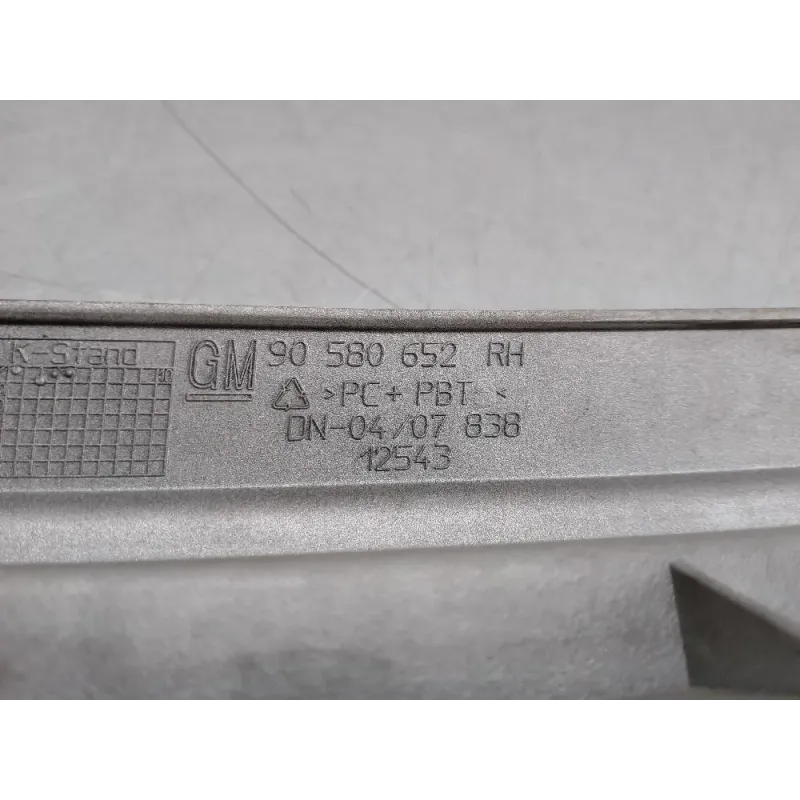 K-Stand
GM 90 580 652 RH
>PC+PBT<
DN-04/07 838
12543